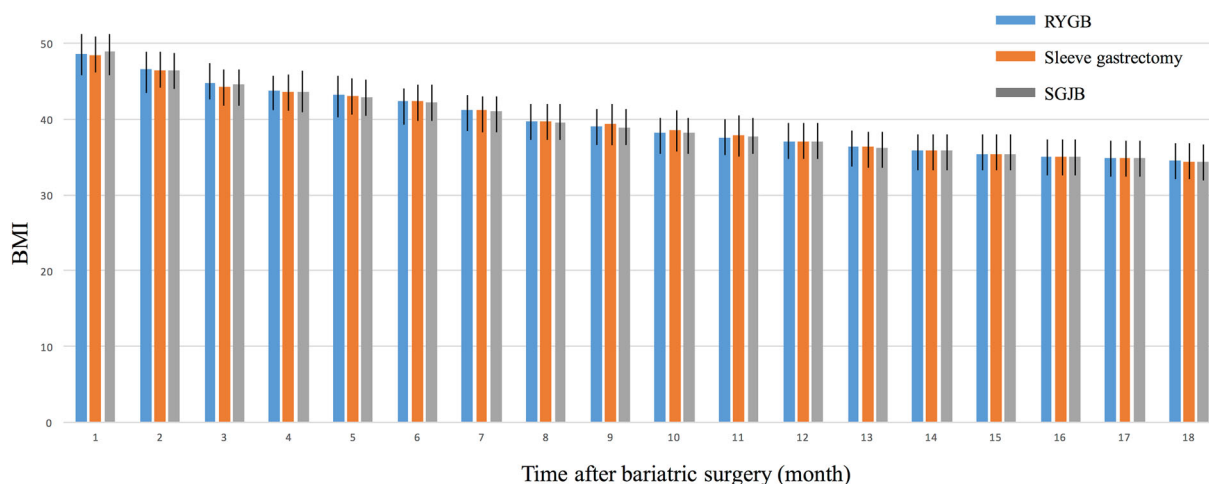 RYGB
Sleeve gastrectomy
SGJB
50
40
30
20
10
0
BMI
1 2 3 4 5 6 7 8 9 10 11 12 13 14 15 16 17 18
Time after bariatric surgery (month)